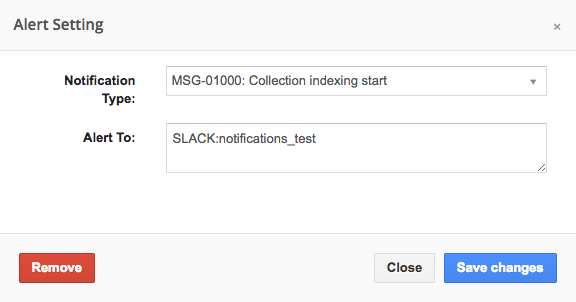 Alert Setting
×
Notification
Type:
MSG-01000: Collection indexing start
Alert To:
SLACK:notifications_test
Remove
Close
Save changes